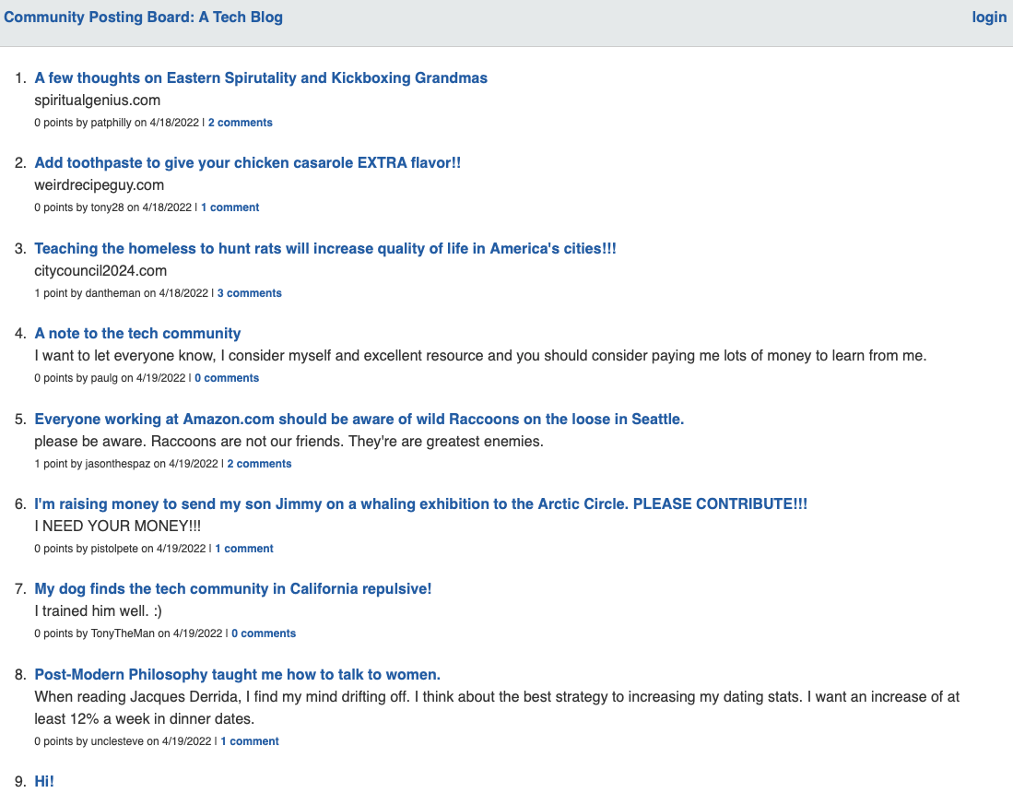 Community Posting Board: A Tech Blog
login
1. A few thoughts on Eastern Spirutality and Kickboxing Grandmas
spiritualgenius.com
0 points by patphilly on 4/18/2022 | 2 comments
2. Add toothpaste to give your chicken casarole EXTRA flavor!!
weirdrecipeguy.com
0 points by tony28 on 4/18/2022 | 1 comment
3. Teaching the homeless to hunt rats will increase quality of life in America's cities!!!
citycouncil2024.com
1 point by dantheman on 4/18/2022 | 3 comments
4. A note to the tech community
I want to let everyone know, I consider myself and excellent resource and you should consider paying me lots of money to learn from me.
0 points by paulg on 4/19/2022 | 0 comments
5. Everyone working at Amazon.com should be aware of wild Raccoons on the loose in Seattle.
please be aware. Raccoons are not our friends. They're are greatest enemies.
1 point by jasonthespaz on 4/19/2022 | 2 comments
6. I'm raising money to send my son Jimmy on a whaling exhibition to the Arctic Circle. PLEASE CONTRIBUTE!!!
I NEED YOUR MONEY!!!
0 points by pistolpete on 4/19/2022 | 1 comment
7. My dog finds the tech community in California repulsive!
I trained him well. :)
0 points by TonyTheMan on 4/19/2022 | 0 comments
8. Post-Modern Philosophy taught me how to talk to women.
When reading Jacques Derrida, I find my mind drifting off. I think about the best strategy to increasing my dating stats. I want an increase of at
least 12% a week in dinner dates.
0 points by unclesteve on 4/19/2022 | 1 comment
9. Hi!